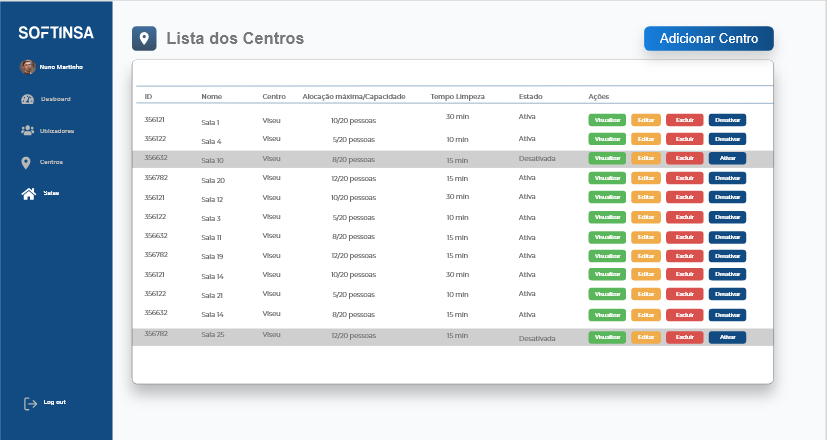 SOFTINSA
Lista dos Centros
Adicionar Centro
Nuno Martinho
Dasboard
Utilizadores
Centros
Salas
Log out
ID Nome Centro Alocação máxima/Capacidade Tempo Limpeza Estado Ações
356121 Sala 1 Viseu 10/20 pessoas 30 min Ativa Visualizar Editar Excluir Desativar
356122 Sala 4 Viseu 5/20 pessoas 10 min Ativa Visualizar Editar Excluir Desativar
356632 Sala 10 Viseu 8/20 pessoas 15 min Desativada Visualizar Editar Excluir Ativar
356782 Sala 20 Viseu 12/20 pessoas 15 min Ativa Visualizar Editar Excluir Desativar
356121 Sala 12 Viseu 10/20 pessoas 30 min Ativa Visualizar Editar Excluir Desativar
356122 Sala 3 Viseu 5/20 pessoas 10 min Ativa Visualizar Editar Excluir Desativar
356632 Sala 11 Viseu 8/20 pessoas 15 min Ativa Visualizar Editar Excluir Desativar
356782 Sala 19 Viseu 12/20 pessoas 15 min Ativa Visualizar Editar Excluir Desativar
356121 Sala 14 Viseu 10/20 pessoas 30 min Ativa Visualizar Editar Excluir Desativar
356122 Sala 21 Viseu 5/20 pessoas 10 min Ativa Visualizar Editar Excluir Desativar
356632 Sala 14 Viseu 8/20 pessoas 15 min Ativa Visualizar Editar Excluir Desativar
356782 Sala 25 Viseu 12/20 pessoas 15 min Desativada Visualizar Editar Excluir Ativar